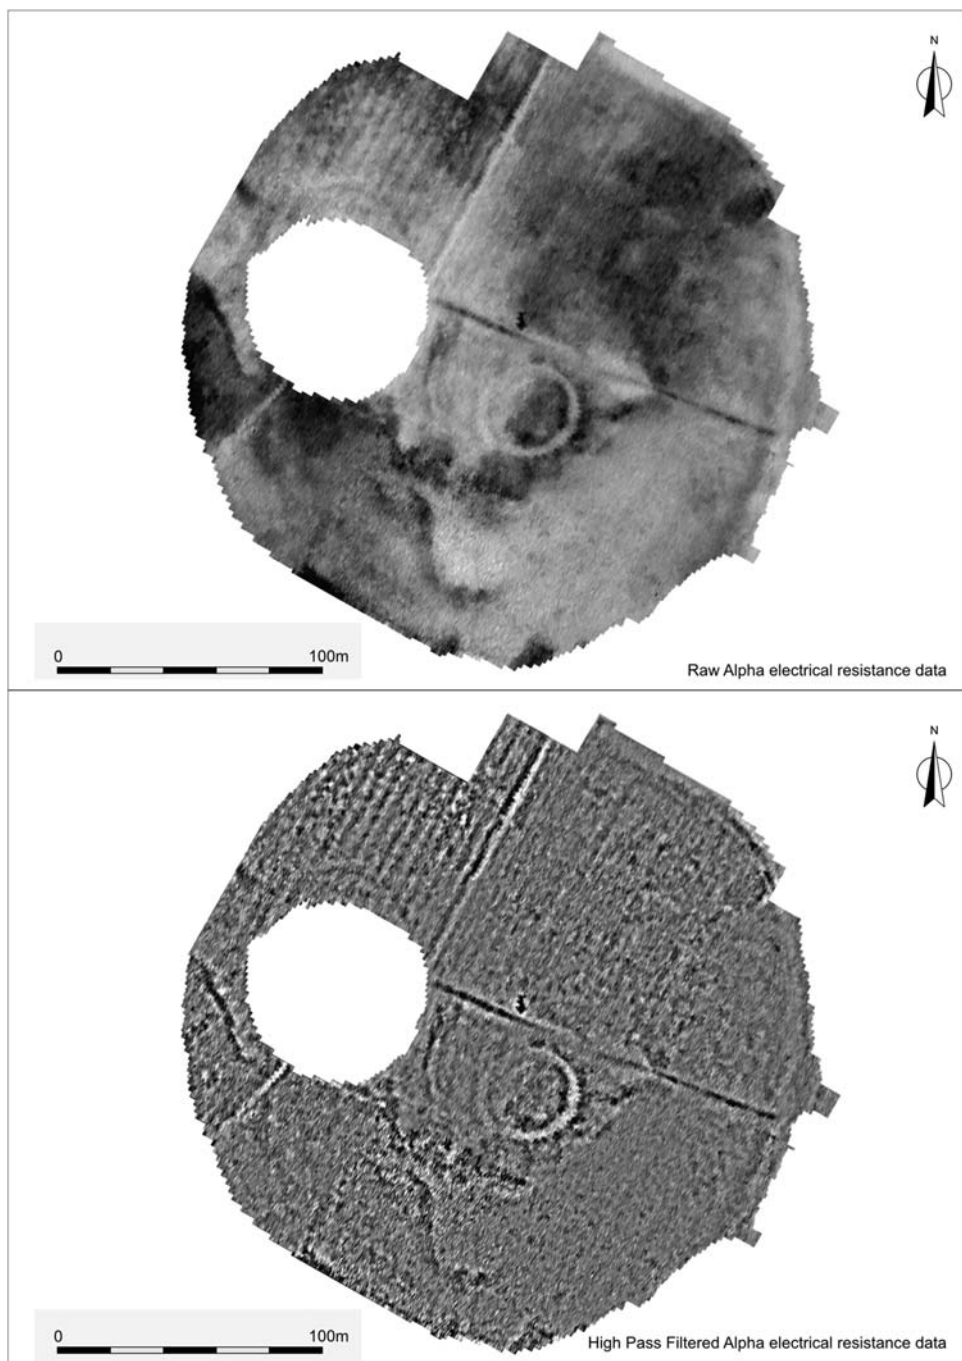 N
0 100m
Raw Alpha electrical resistance data
N
0 100m
High Pass Filtered Alpha electrical resistance data